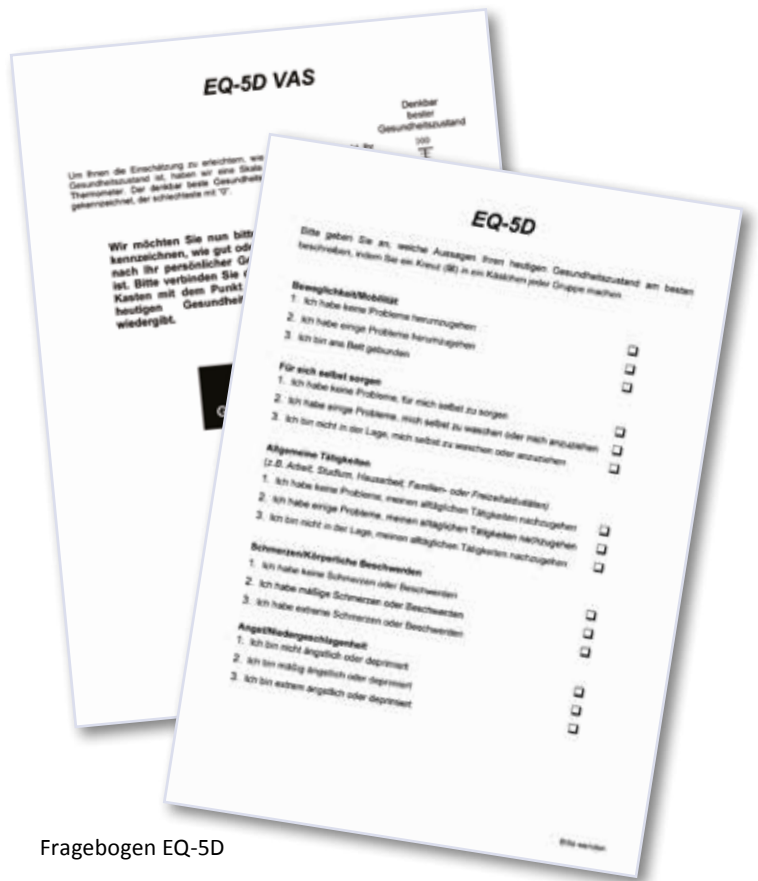 EQ-5D VAS
Denkbar
bester
Gesundheitszustand
100
Um Ihnen die Einschätzung zu erleichtern, wie
Gesundheitszustand ist, haben wir eine Skala
Thermometer. Der denkbar beste Gesundheits
gekennzeichnet, der schlechteste mit "0".
Wir möchten Sie nun bitt
kennzeichnen, wie gut ode
nach Ihr persönlicher G
ist. Bitte verbinden Sie d
Kasten mit dem Punkt
heutigen Gesundhei
wiedergibt.
EQ-5D
Bitte geben Sie an, welche Aussagen Ihren heutigen Gesundheitszustand am besten
beschreiben, indem Sie ein Kreuz (☒) in ein Kästchen jeder Gruppe machen
Beweglichkeit/Mobilität
1. Ich habe keine Probleme herumzugehen
2. Ich habe einige Probleme herumzugehen
3. Ich bin ans Bett gebunden
Für sich selbst sorgen
1. Ich habe keine Probleme, für mich selbst zu sorgen
2. Ich habe einige Probleme, mich selbst zu waschen oder mich anzuziehen
3. Ich bin nicht in der Lage, mich selbst zu waschen oder anzuziehen
Allgemeine Tätigkeiten
(z.B. Arbeit, Studium, Hausarbeit, Familien- oder Freizeitaktivitäten)
1. Ich habe keine Probleme, meinen alltäglichen Tätigkeiten nachzugehen
2. Ich habe einige Probleme, meinen alltäglichen Tätigkeiten nachzugehen
3. Ich bin nicht in der Lage, meinen alltäglichen Tätigkeiten nachzugehen
Schmerzen/Körperliche Beschwerden
1. Ich habe keine Schmerzen oder Beschwerden
2. Ich habe mäßige Schmerzen oder Beschwerden
3. Ich habe extreme Schmerzen oder Beschwerden
Angst/Niedergeschlagenheit
1. Ich bin nicht ängstlich oder deprimiert
2. Ich bin mäßig ängstlich oder deprimiert
3. Ich bin extrem ängstlich oder deprimiert
Bitte wenden
Fragebogen EQ-5D